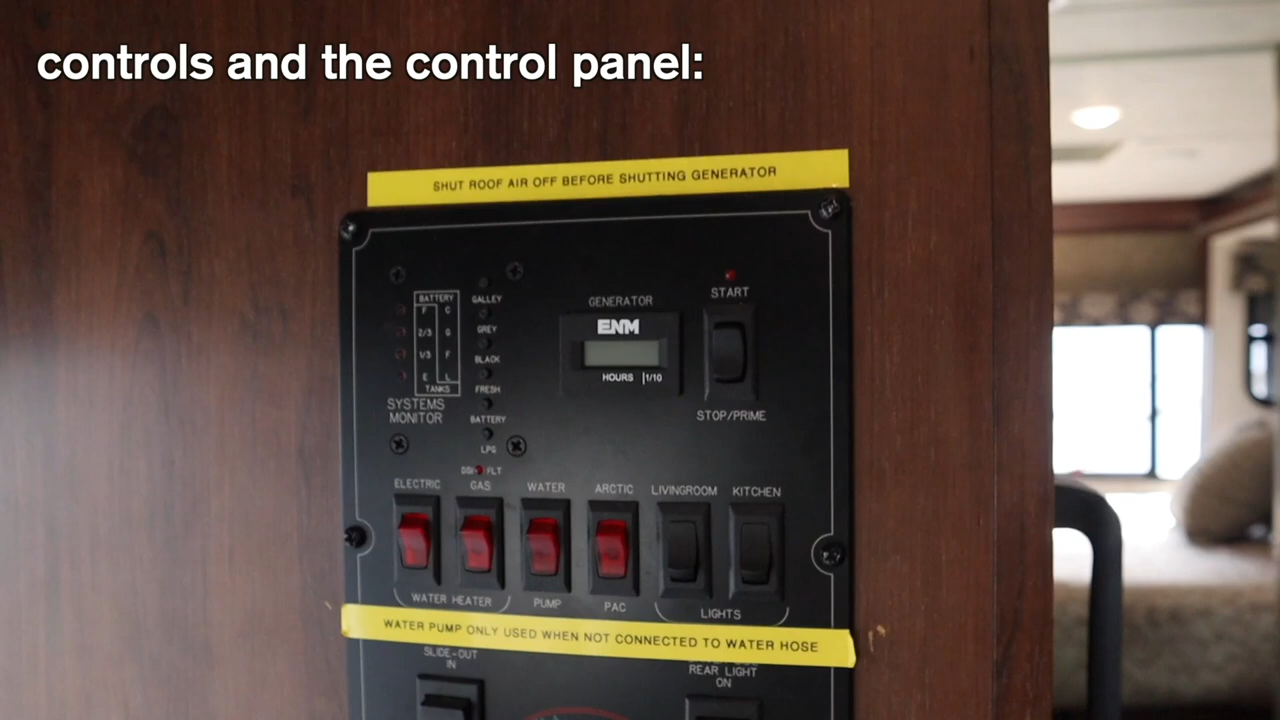 controls and the control panel:
SHUT ROOF AIR OFF BEFORE SHUTTING GENERATOR
BATTERY
F C
2/3 G
1/3 F
E L
TANKS
SYSTEMS
MONITOR
GALLEY
GREY
BLACK
FRESH
BATTERY
LPG
GENERATOR
ENM
HOURS 1/10
START
STOP/PRIME
DSI FLT
ELECTRIC GAS WATER ARCTIC LIVINGROOM KITCHEN
WATER HEATER PUMP PAC LIGHTS
WATER PUMP ONLY USED WHEN NOT CONNECTED TO WATER HOSE
SLIDE-OUT
IN
REAR LIGHT
ON